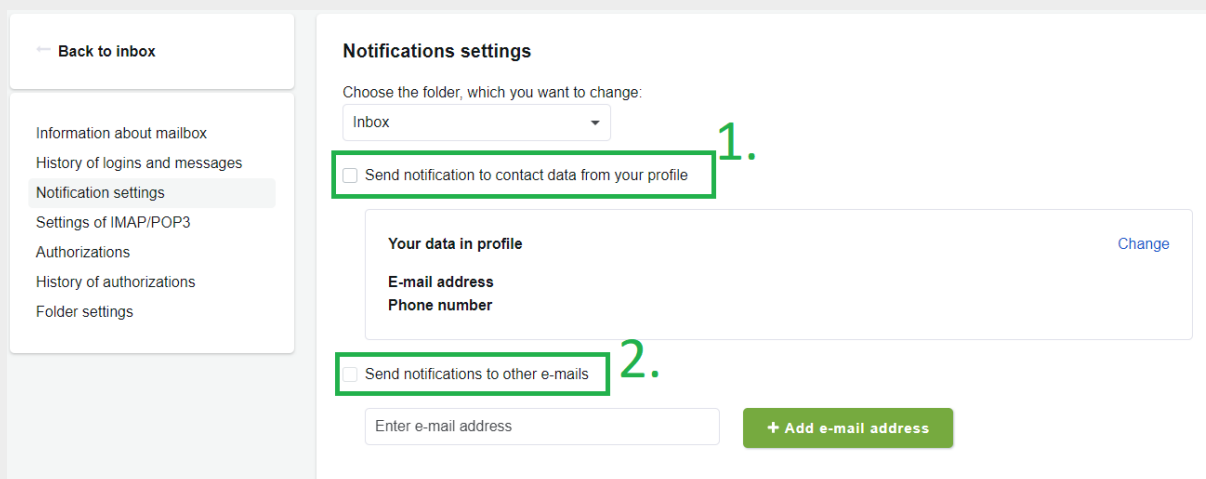 Back to inbox
Information about mailbox
History of logins and messages
Notification settings
Settings of IMAP/POP3
Authorizations
History of authorizations
Folder settings
Notifications settings
Choose the folder, which you want to change:
Inbox
1.
Send notification to contact data from your profile
Your data in profile
Change
E-mail address
Phone number
2.
Send notifications to other e-mails
Enter e-mail address
+ Add e-mail address